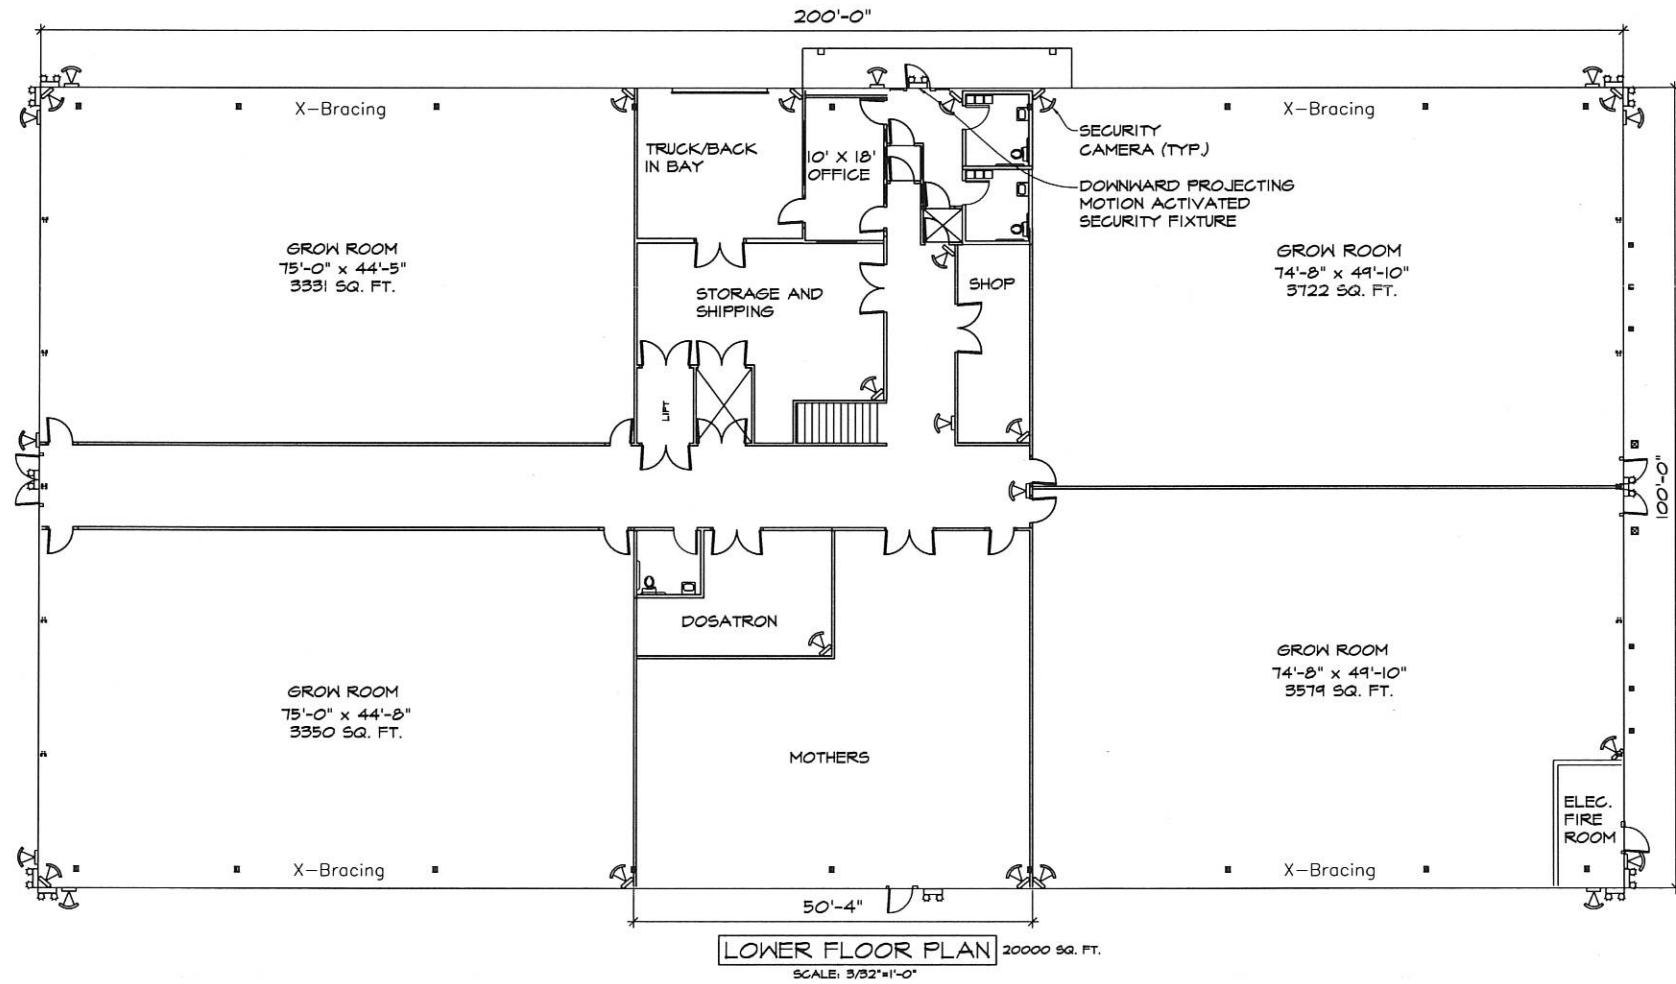 200'-0"
X-Bracing
X-Bracing
TRUCK/BACK
IN BAY
10' X 18'
OFFICE
SECURITY
CAMERA (TYP.)
DOWNWARD PROJECTING
MOTION ACTIVATED
SECURITY FIXTURE
GROW ROOM
75'-0" x 44'-5"
3331 SQ. FT.
STORAGE AND
SHIPPING
SHOP
GROW ROOM
74'-8" x 49'-10"
3722 SQ. FT.
LIFT
100'-0"
DOSATRON
GROW ROOM
75'-0" x 44'-8"
3350 SQ. FT.
MOTHERS
GROW ROOM
74'-8" x 49'-10"
3579 SQ. FT.
ELEC.
FIRE
ROOM
X-Bracing
X-Bracing
50'-4"
LOWER FLOOR PLAN 20000 SQ. FT.
SCALE: 3/32"=1'-0"